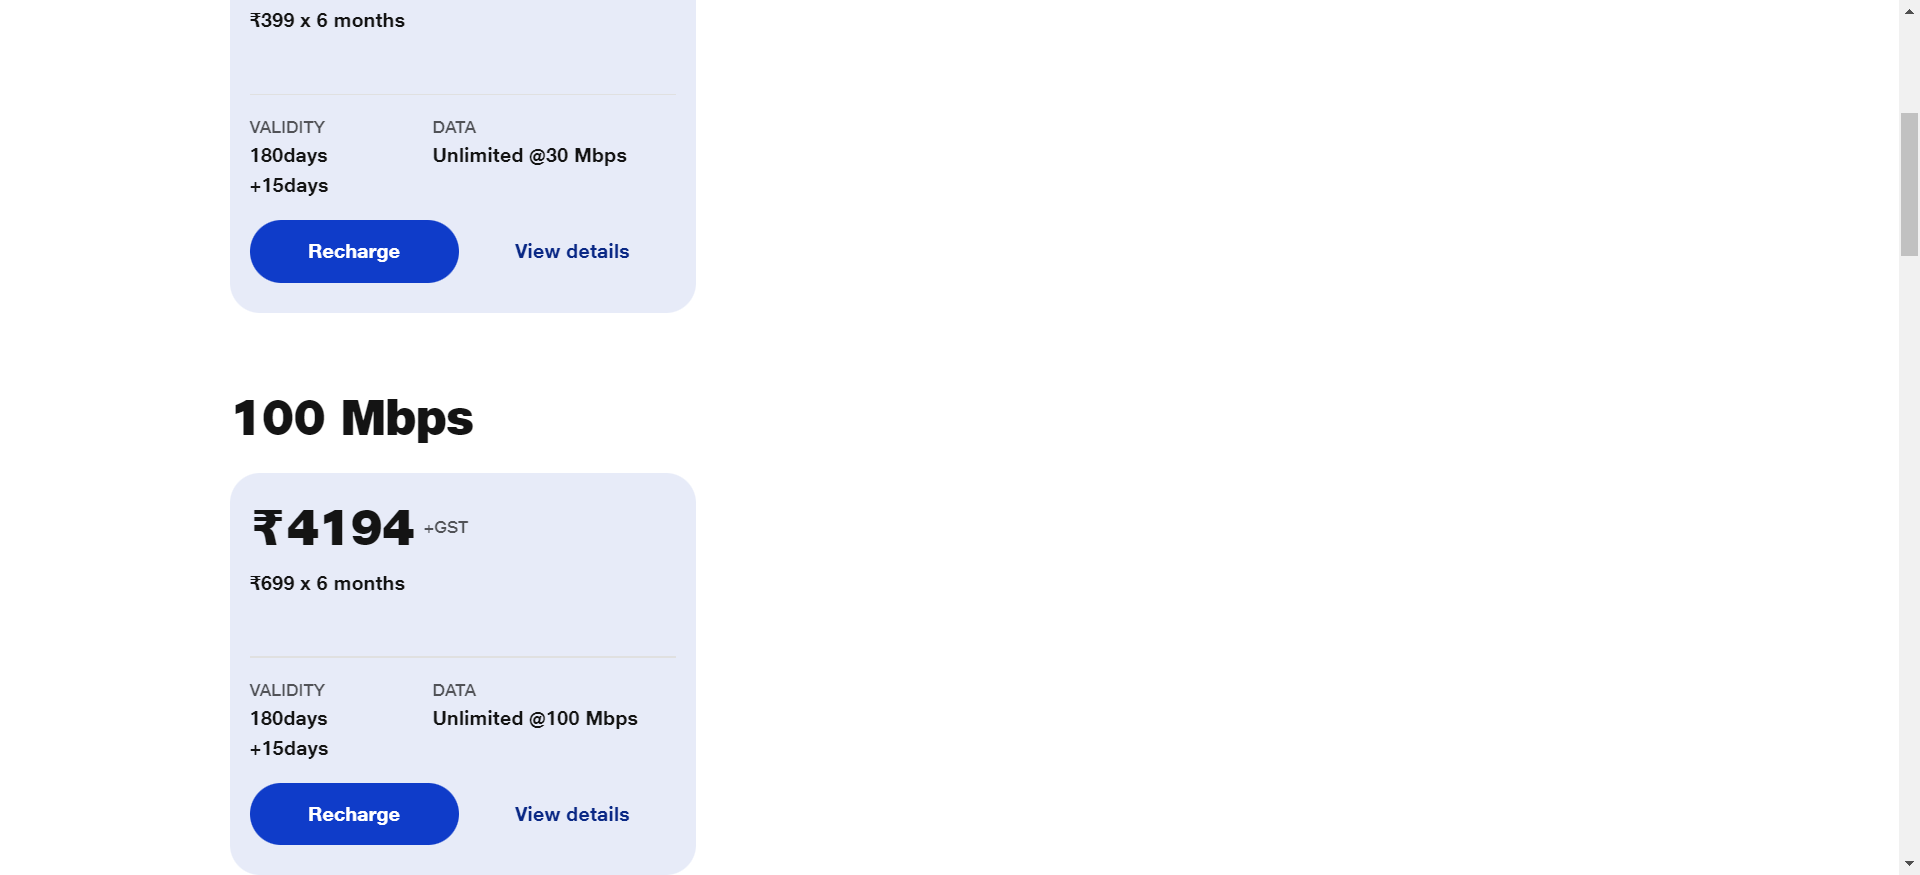 ₹399 x 6 months
VALIDITY
DATA
180days
Unlimited @30 Mbps
+15days
Recharge
View details
100 Mbps
₹4194 +GST
₹699 x 6 months
VALIDITY
DATA
180days
Unlimited @100 Mbps
+15days
Recharge
View details